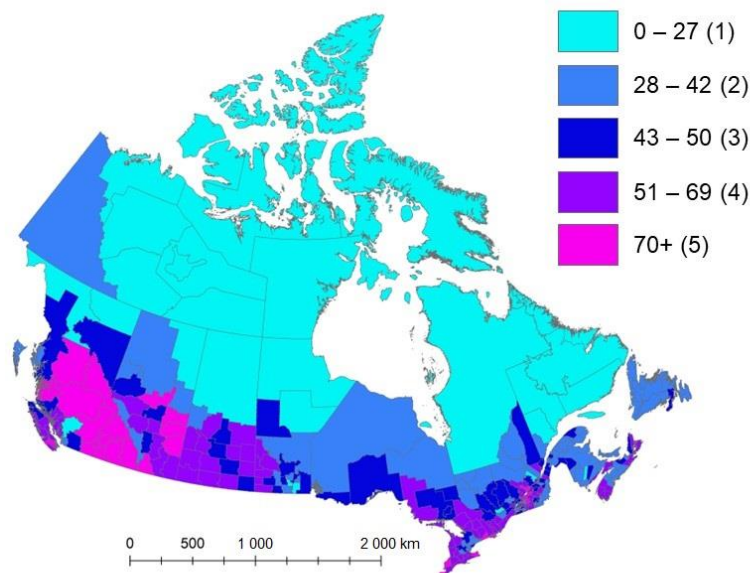 0 – 27 (1)
28 – 42 (2)
43 – 50 (3)
51 – 69 (4)
70+ (5)
0 500 1 000 2 000 km